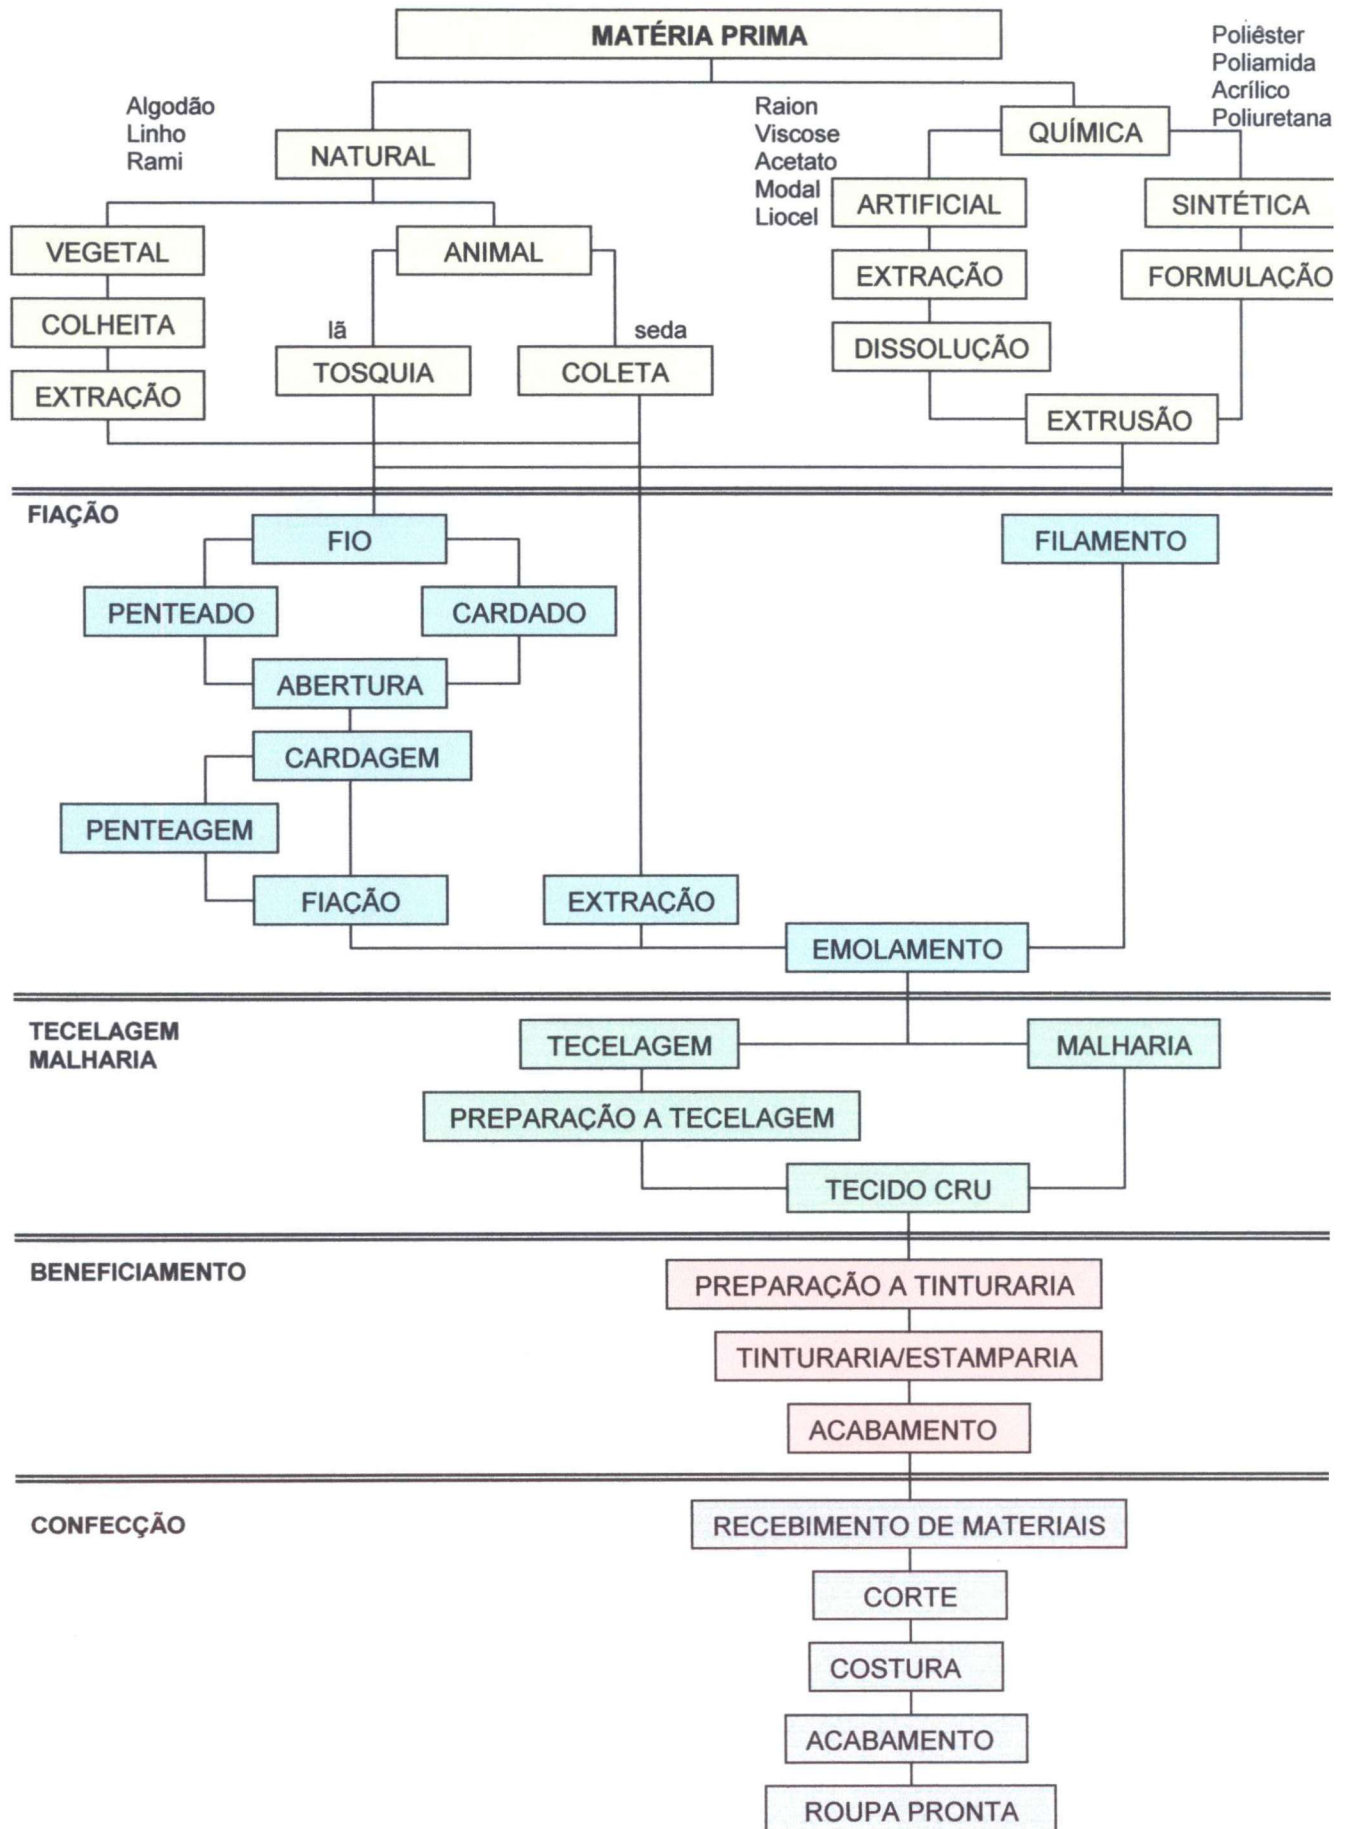 MATÉRIA PRIMA
Poliêster
Poliamida
Acrílico
Poliuretana
Algodão
Linho
Rami
NATURAL
Raion
Viscose
Acetato
Modal
Liocel
QUÍMICA
ARTIFICIAL
SINTÉTICA
VEGETAL
ANIMAL
EXTRAÇÃO
FORMULAÇÃO
COLHEITA
lã
seda
DISSOLUÇÃO
TOSQUIA
COLETA
EXTRAÇÃO
EXTRUSÃO
FIAÇÃO
FIO
FILAMENTO
PENTEADO
CARDADO
ABERTURA
CARDAGEM
PENTEAGEM
FIAÇÃO
EXTRAÇÃO
EMOLAMENTO
TECELAGEM
MALHARIA
TECELAGEM
MALHARIA
PREPARAÇÃO A TECELAGEM
TECIDO CRU
BENEFICIAMENTO
PREPARAÇÃO A TINTURARIA
TINTURARIA/ESTAMPARIA
ACABAMENTO
CONFECÇÃO
RECEBIMENTO DE MATERIAIS
CORTE
COSTURA
ACABAMENTO
ROUPA PRONTA